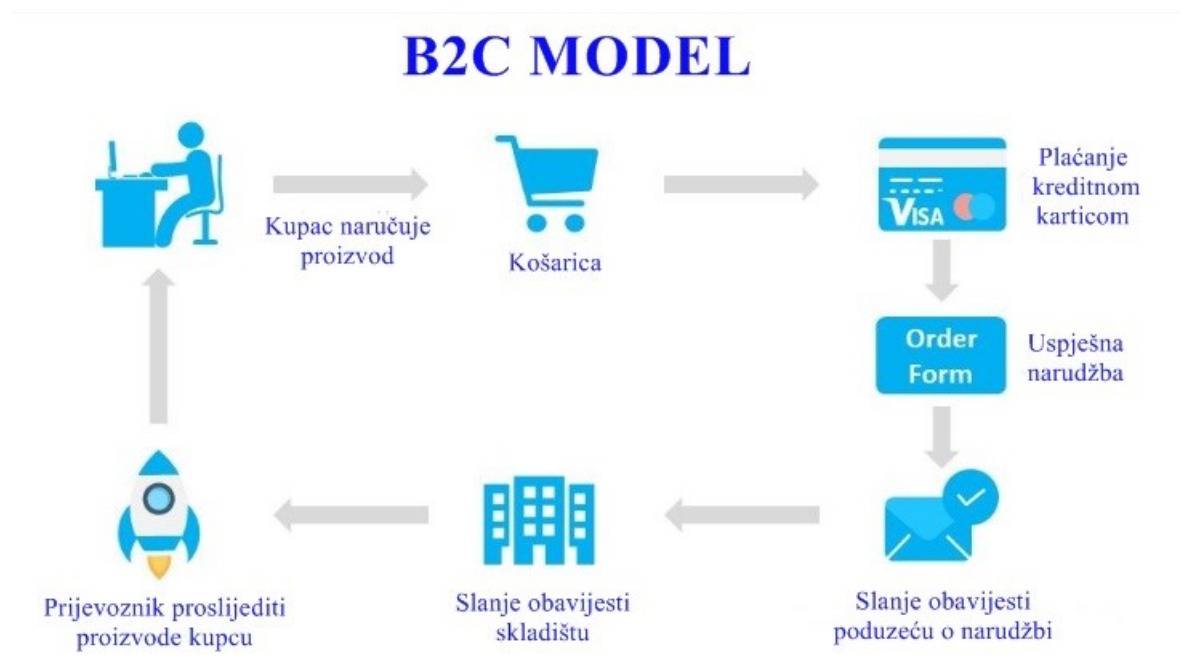 B2C MODEL
Kupac naručuje
proizvod
Košarica
VISA
Plaćanje
kreditnom
karticom
Order
Form
Uspješna
narudžba
Prijevoznik proslijediti
proizvode kupcu
Slanje obavijesti
skladištu
Slanje obavijesti
poduzeću o narudžbi